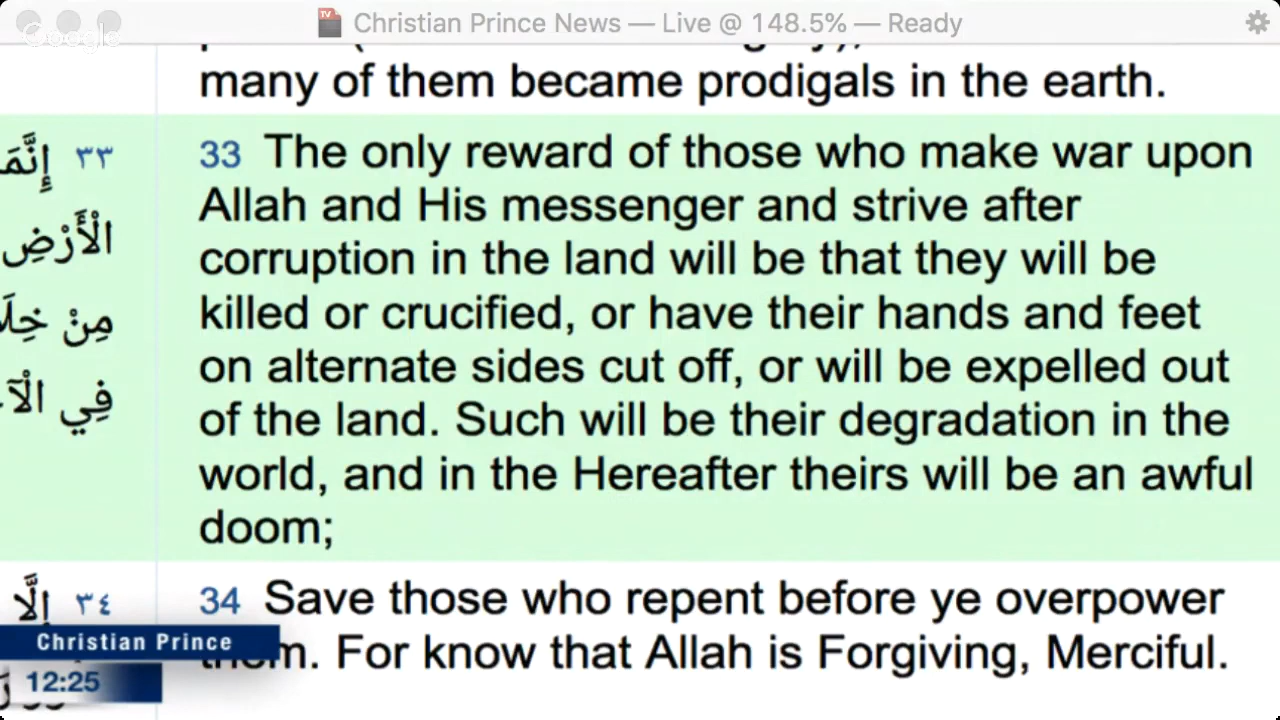 Christian Prince News — Live @ 148.5% — Ready
Google
many of them became prodigals in the earth.
33 The only reward of those who make war upon
Allah and His messenger and strive after
corruption in the land will be that they will be
killed or crucified, or have their hands and feet
on alternate sides cut off, or will be expelled out
of the land. Such will be their degradation in the
world, and in the Hereafter theirs will be an awful
doom;
34 Save those who repent before ye overpower
them. For know that Allah is Forgiving, Merciful.
٣٣
الْأَرْضِ
مِنْ
فِي
٣٤ إِلَّا
Christian Prince
12:25